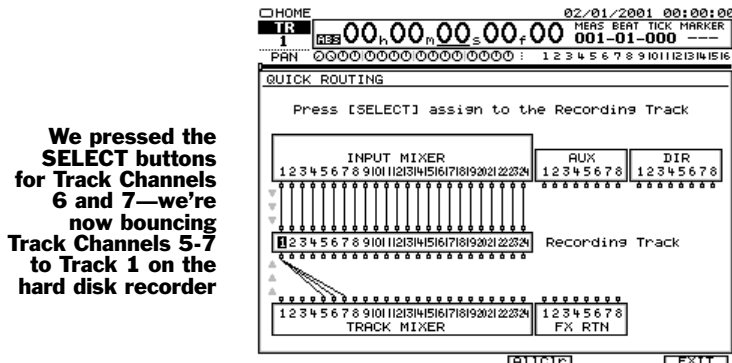 HOME 02/01/2001 00:00:00
TR 1 ABS 00h00m00s00f00 MEAS BEAT TICK MARKER
001-01-000 ---
PAN 1 2 3 4 5 6 7 8 9 10 11 12 13 14 15 16
QUICK ROUTING
Press [SELECT] assign to the Recording Track
We pressed the
SELECT buttons
for Track Channels
6 and 7—we're
now bouncing
Track Channels 5-7
to Track 1 on the
hard disk recorder
INPUT MIXER AUX DIR
1 2 3 4 5 6 7 8 9 10 11 12 13 14 15 16 17 18 19 20 21 22 23 24 1 2 3 4 5 6 7 8 1 2 3 4 5 6 7 8
1 2 3 4 5 6 7 8 9 10 11 12 13 14 15 16 17 18 19 20 21 22 23 24 Recording Track
1 2 3 4 5 6 7 8 9 10 11 12 13 14 15 16 17 18 19 20 21 22 23 24 1 2 3 4 5 6 7 8
TRACK MIXER FX RTN
AllClr EXIT